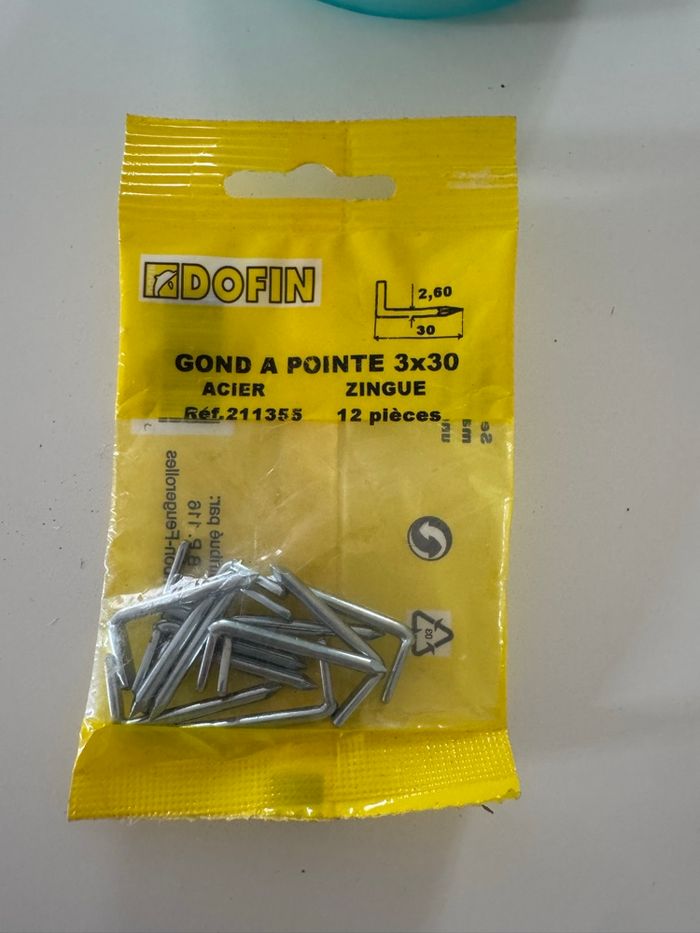 DOFIN
2,60
30
GOND A POINTE 3x30
ACIER ZINGUE
Réf.211355 12 pièces